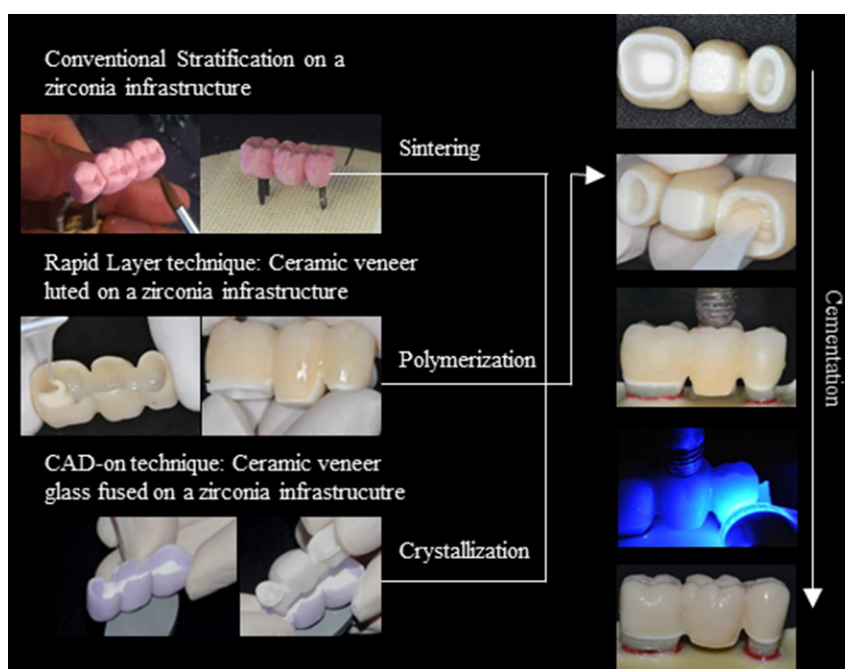 Conventional Stratification on a
zirconia infrastructure
Sintering
Rapid Layer technique: Ceramic veneer
luted on a zirconia infrastructure
Polymerization
CAD-on technique: Ceramic veneer
glass fused on a zirconia infrastrucutre
Crystallization
Cementation